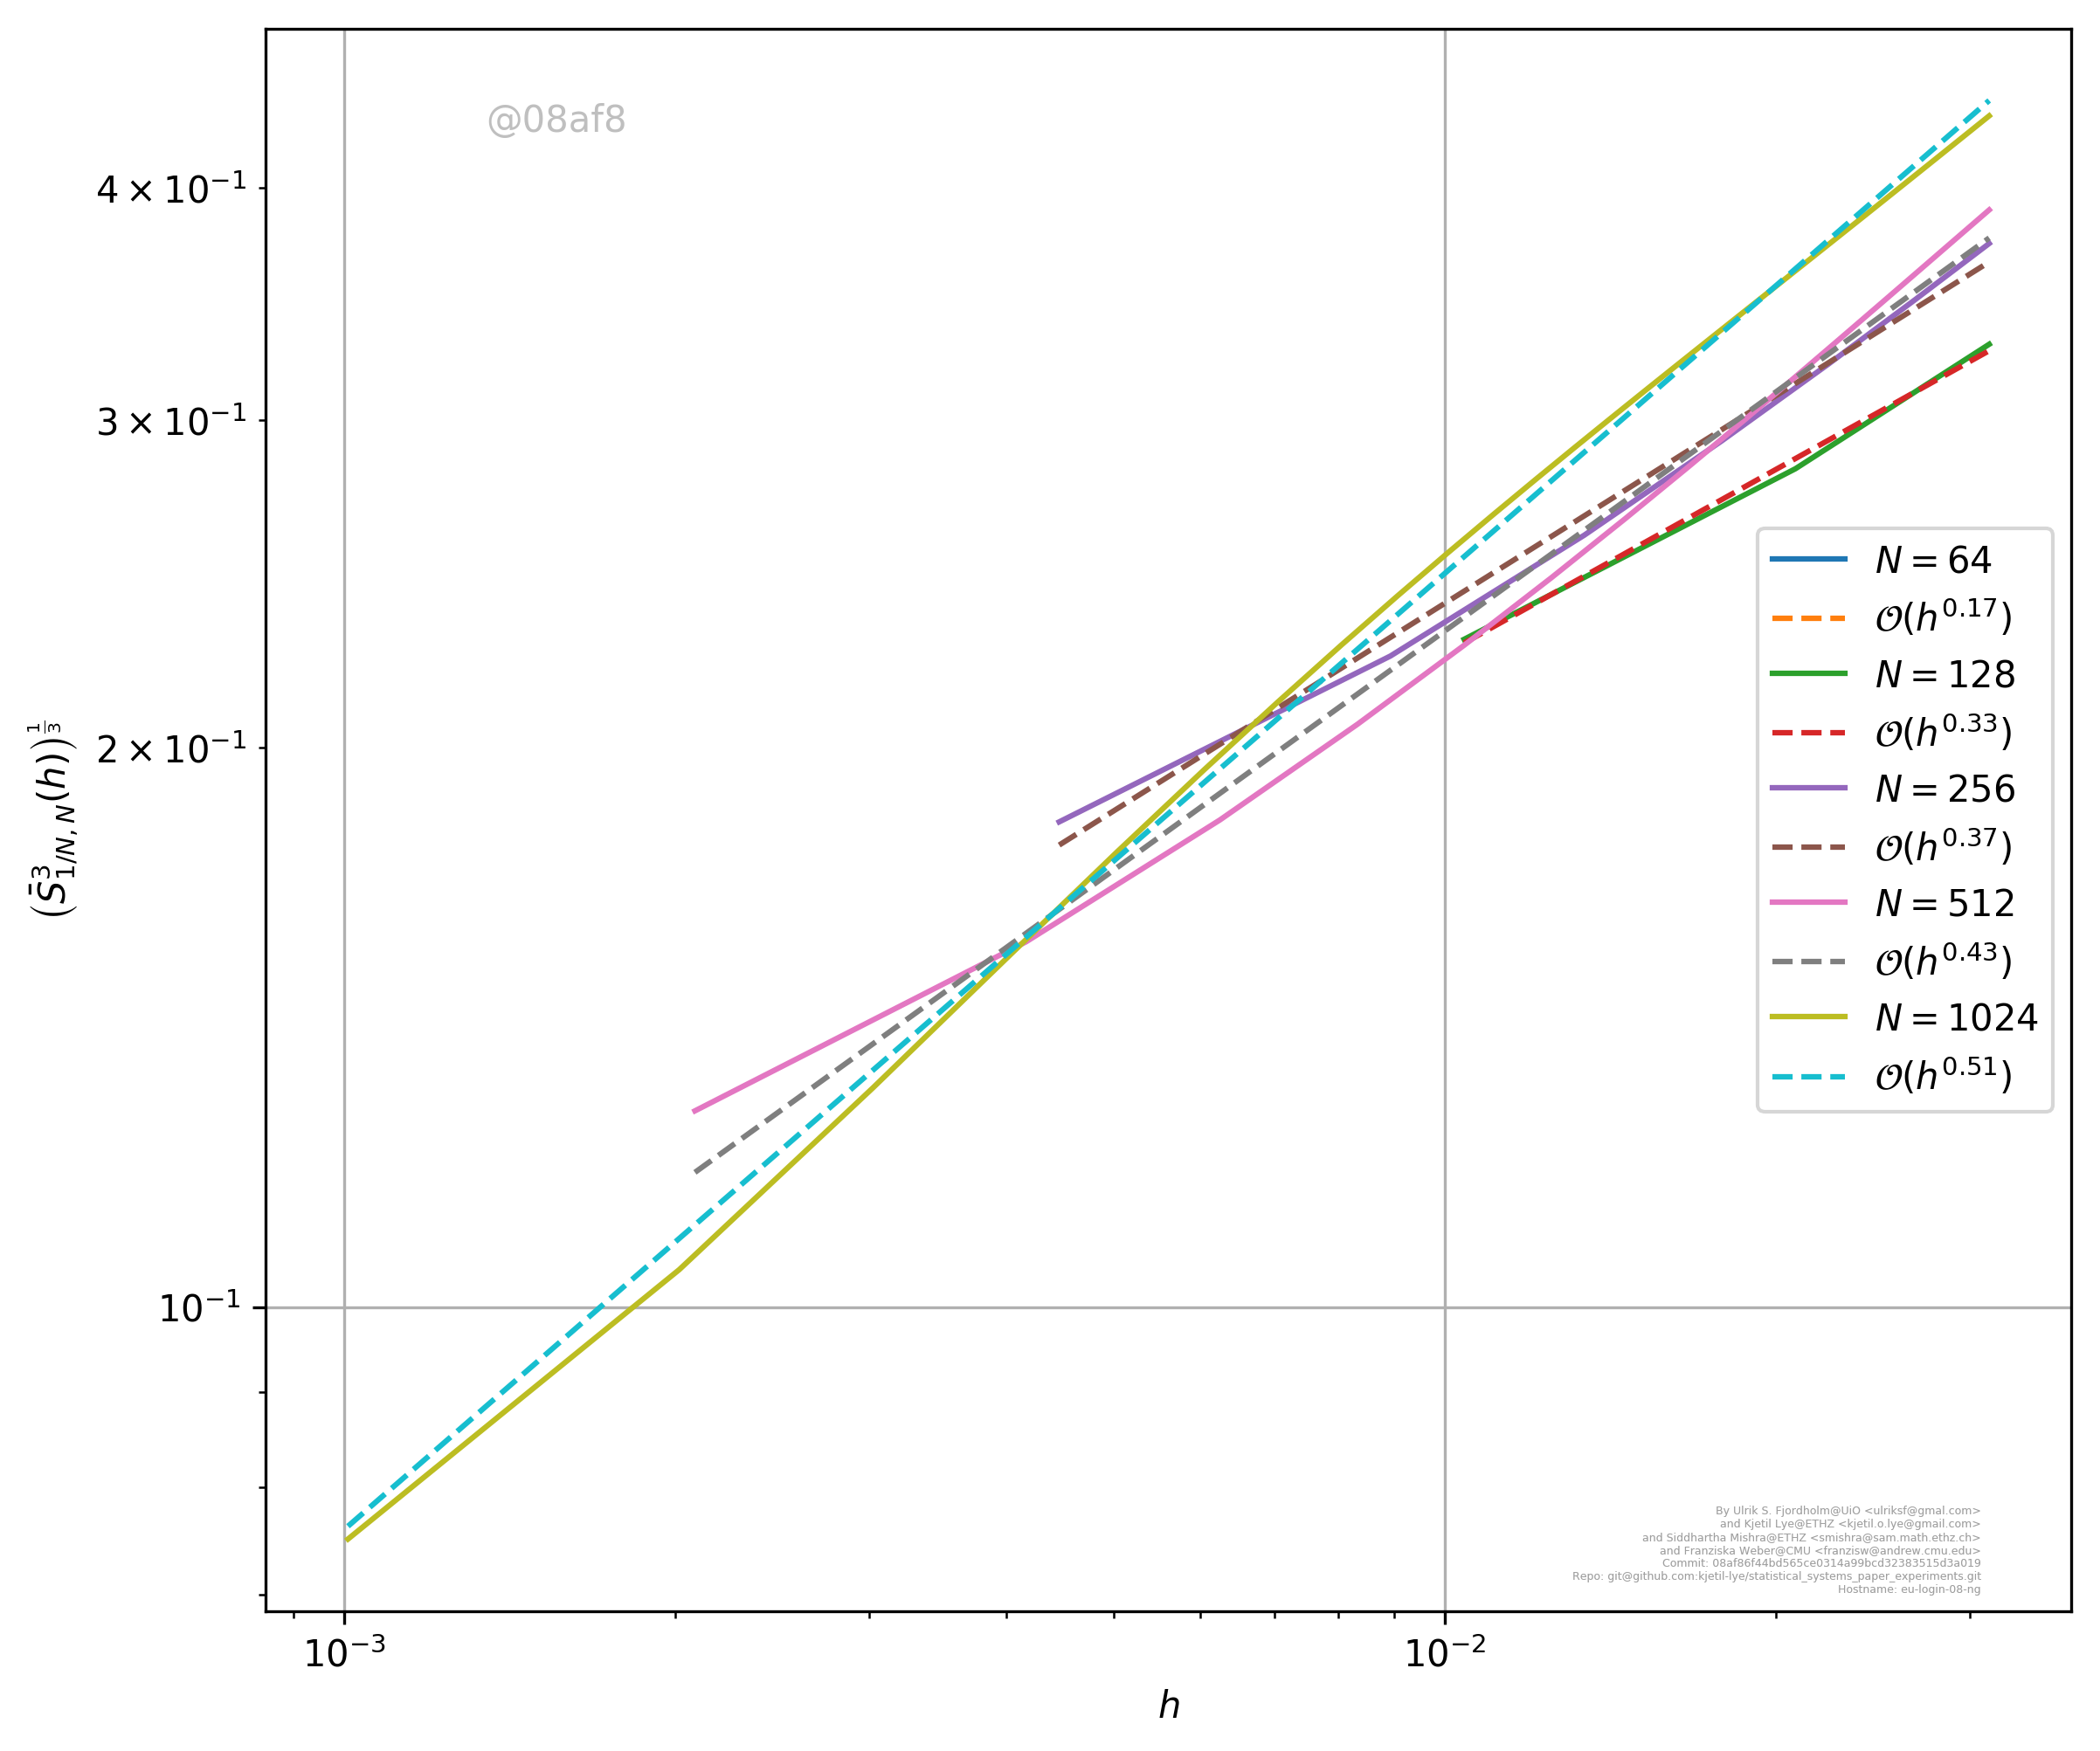 @08af8
4 × 10⁻¹
3 × 10⁻¹
2 × 10⁻¹
10⁻¹
(S̄³₁/N, N(h))^(1/3)
N = 64
𝒪(h^0.17)
N = 128
𝒪(h^0.33)
N = 256
𝒪(h^0.37)
N = 512
𝒪(h^0.43)
N = 1024
𝒪(h^0.51)
By Ulrik S. Fjordholm@UiO <ulriksf@gmal.com>
and Kjetil Lye@ETHZ <kjetil.o.lye@gmail.com>
and Siddhartha Mishra@ETHZ <smishra@sam.math.ethz.ch>
and Franziska Weber@CMU <franzisw@andrew.cmu.edu>
Commit: 08af86f44bd565ce0314a99bcd32383515d3a019
Repo: git@github.com:kjetil-lye/statistical_systems_paper_experiments.git
Hostname: eu-login-08-ng
10⁻³
10⁻²
h